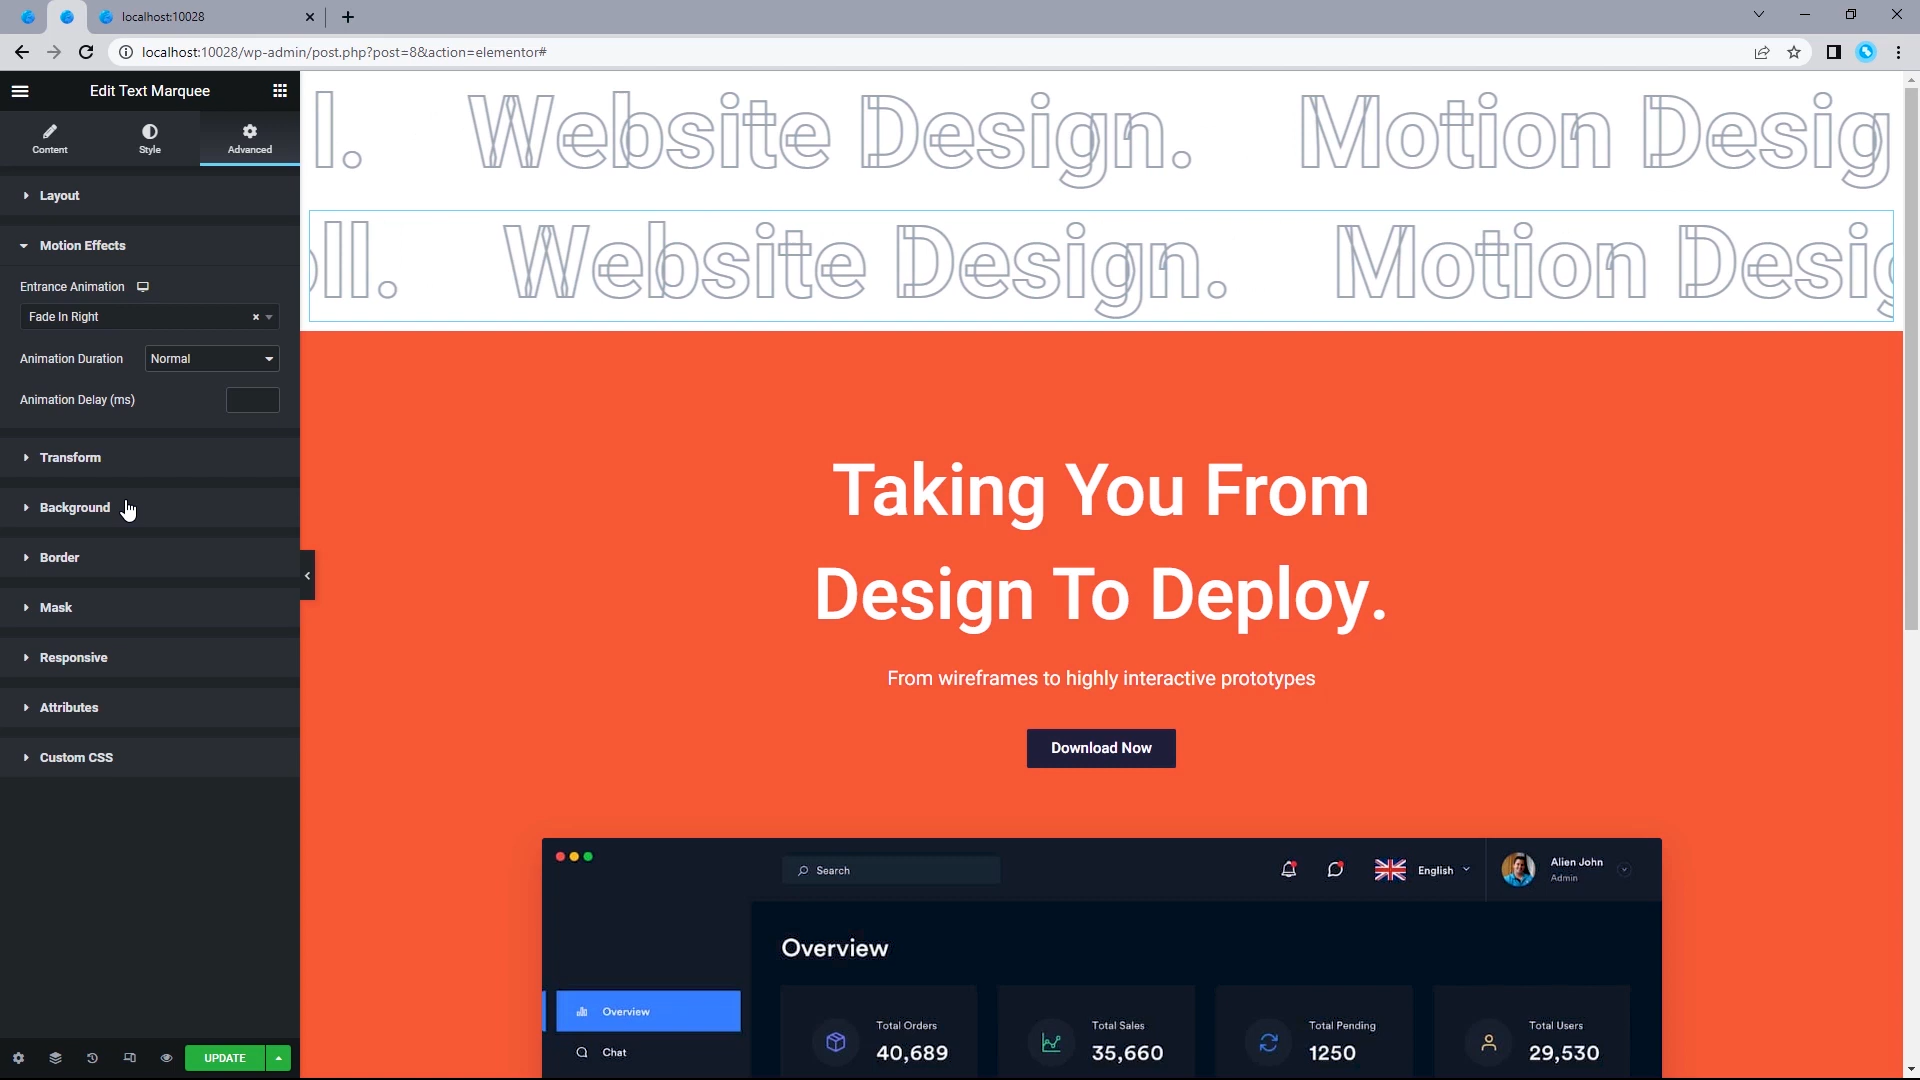 localhost:10028
localhost:10028/wp-admin/post.php?post=8&action=elementor#
Edit Text Marquee
Content
Style
Advanced
Layout
Motion Effects
Entrance Animation
Fade In Right
Animation Duration
Normal
Animation Delay (ms)
Transform
Background
Border
Mask
Responsive
Attributes
Custom CSS
UPDATE
l. Website Design. Motion Desig
oll. Website Design. Motion Desig
Taking You From
Design To Deploy.
From wireframes to highly interactive prototypes
Download Now
Search
English
Alien John
Admin
Overview
Overview
Chat
Total Orders
40,689
Total Sales
35,660
Total Pending
1250
Total Users
29,530